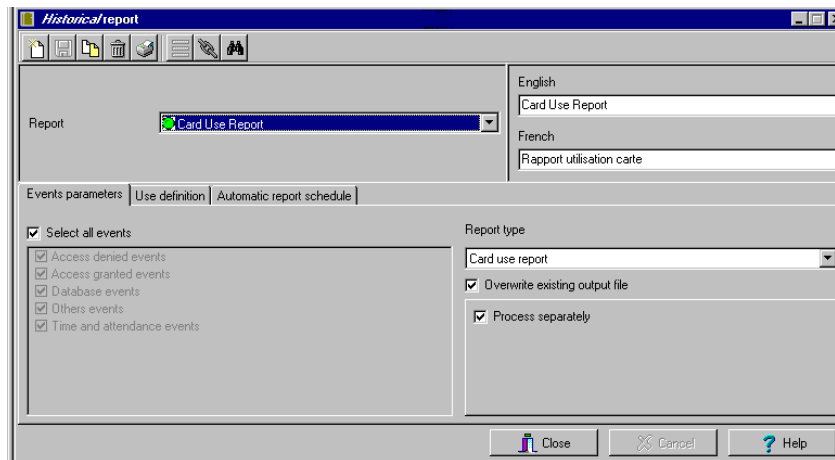 Historical report
English
Card Use Report
Report
Card Use Report
French
Rapport utilisation carte
Events parameters
Use definition
Automatic report schedule
Select all events
Access denied events
Access granted events
Database events
Others events
Time and attendance events
Report type
Card use report
Overwrite existing output file
Process separately
Close
Cancel
Help